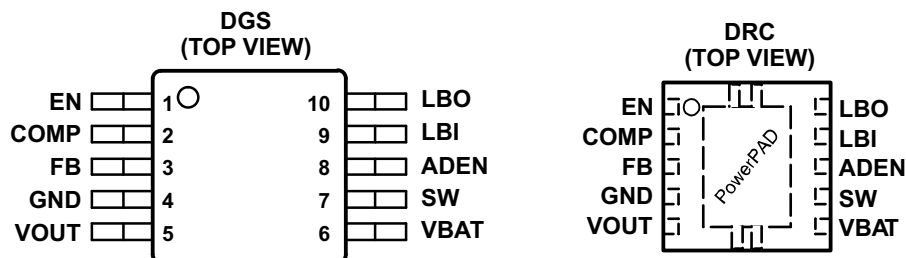 DGS
(TOP VIEW)
EN 1 10 LBO
COMP 2 9 LBI
FB 3 8 ADEN
GND 4 7 SW
VOUT 5 6 VBAT
DRC
(TOP VIEW)
EN LBO
COMP LBI
FB ADEN
GND SW
VOUT VBAT
PowerPAD